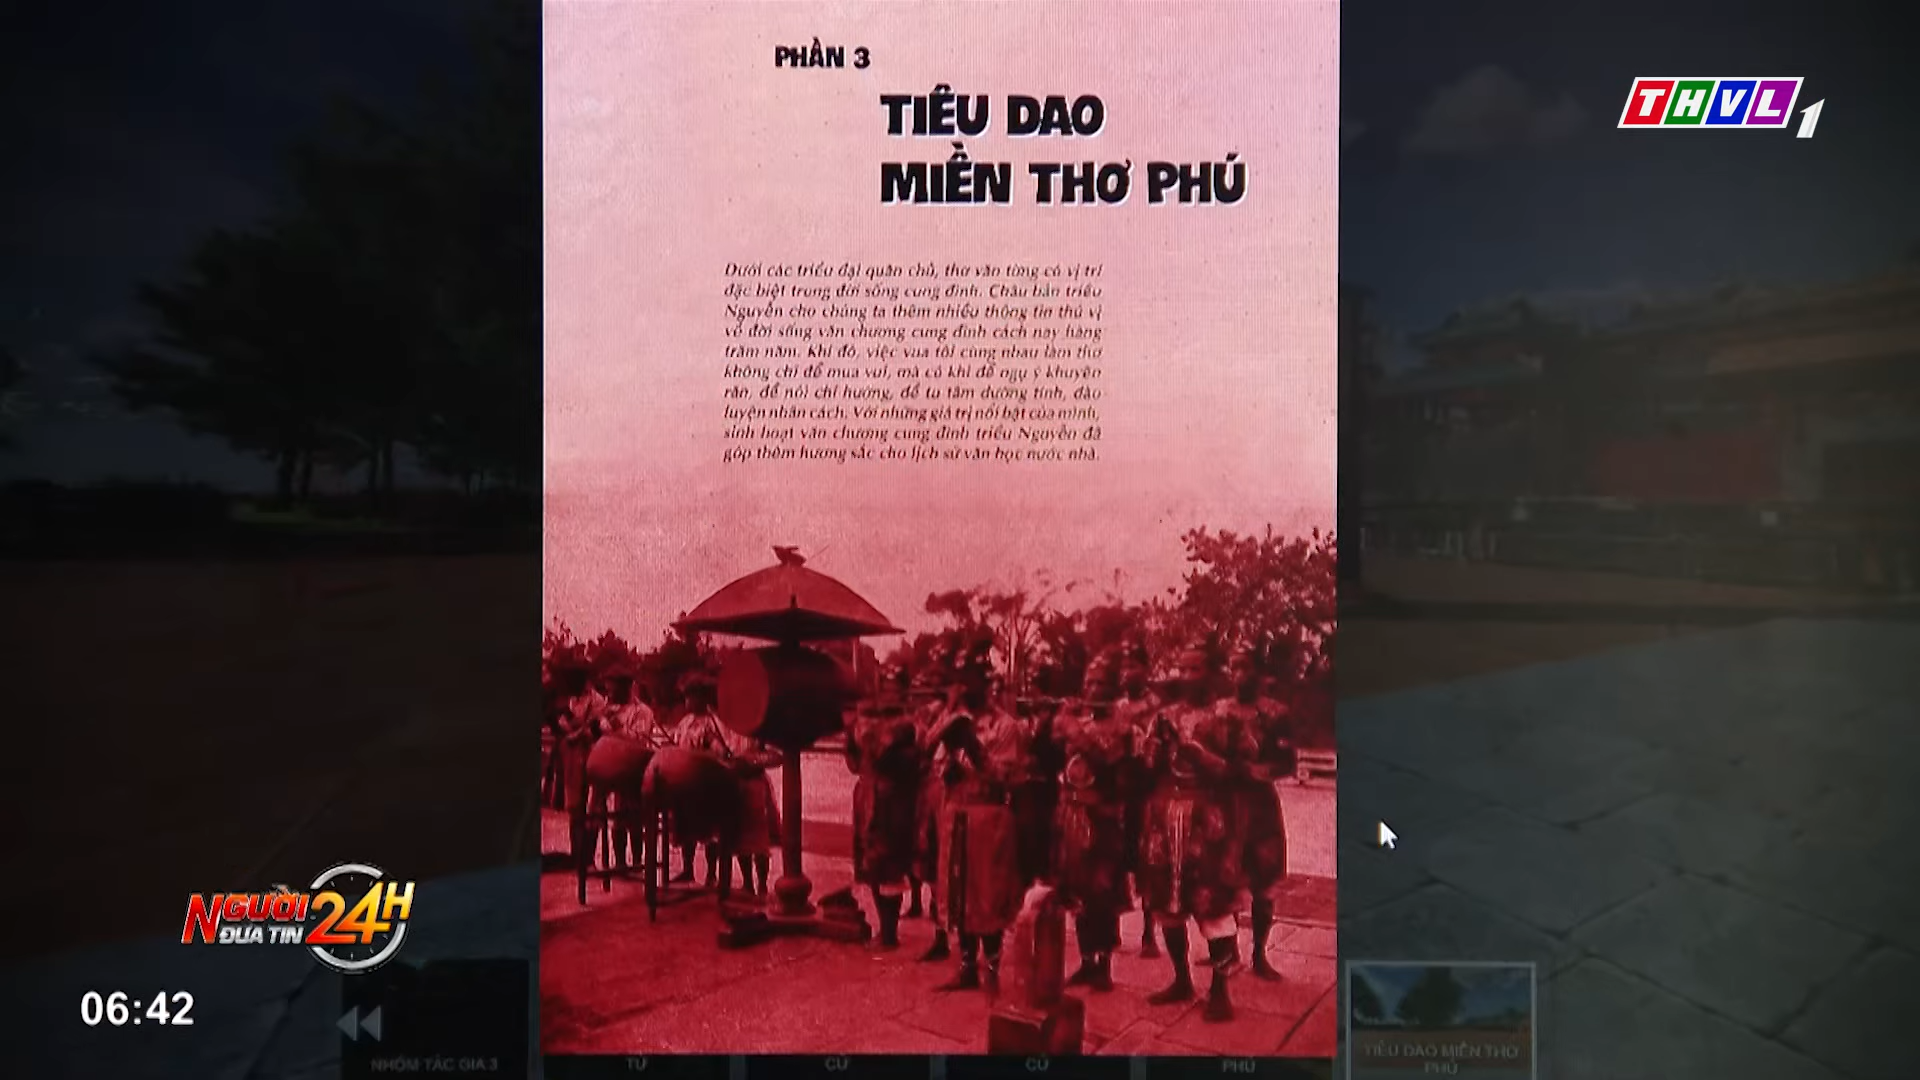 PHẦN 3
TIÊU DAO
MIỀN THƠ PHÚ
THVL1
Dưới các triều đại quân chủ, thơ văn từng có vị trí
đặc biệt trong đời sống cung đình. Châu bản triều
Nguyễn cho chúng ta thêm nhiều thông tin thú vị
về đời sống văn chương cung đình cách nay hàng
trăm năm. Khi đó, việc vua tôi cùng nhau làm thơ
không chỉ để mua vui, mà có khi để ngụ ý khuyên
răn, để nói chí hướng, để tu tâm dưỡng tính, đào
luyện nhân cách. Với những giá trị nổi bật của mình,
sinh hoạt văn chương cung đình triều Nguyễn đã
góp thêm hương sắc cho lịch sử văn học nước nhà.
NGƯỜI
ĐƯA TIN 24H
06:42
NHÓM TÁC GIA 3
TỨ
CỨ
CỔ
PHÚ
TIÊU DAO MIỀN THƠ
PHÚ